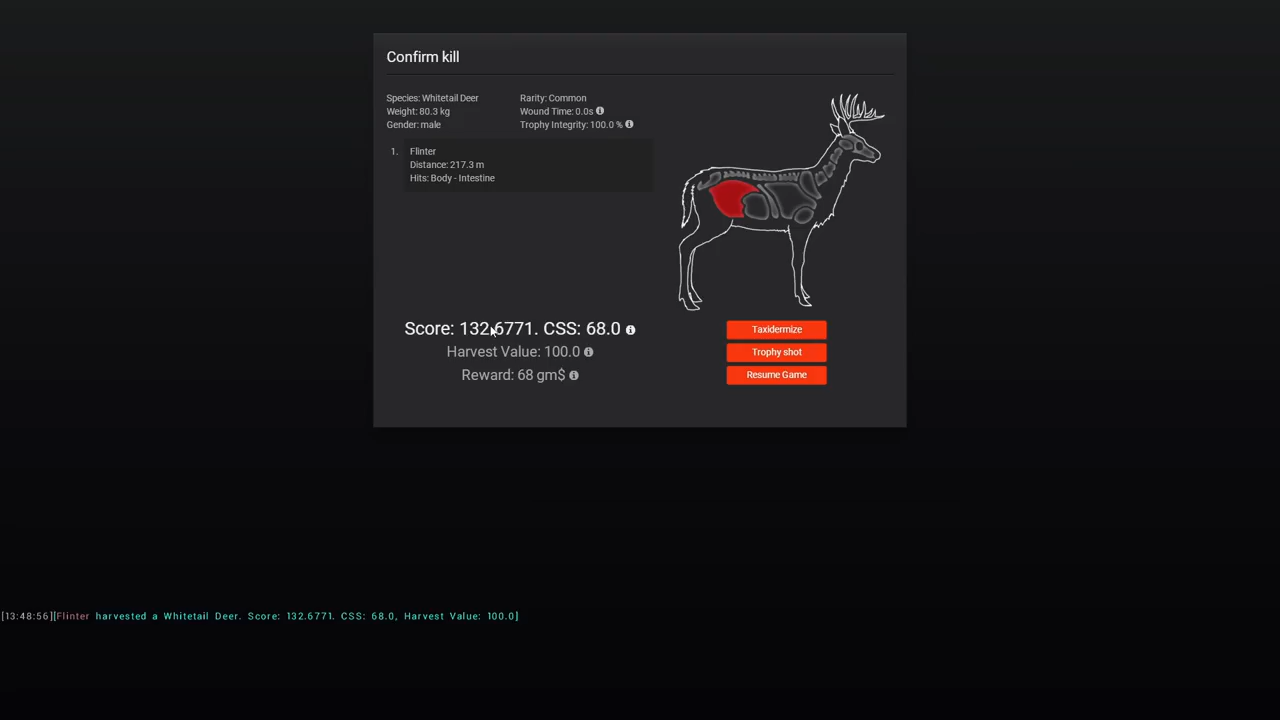 Confirm kill
Species: Whitetail Deer
Weight: 80.3 kg
Gender: male
Rarity: Common
Wound Time: 0.0s
Trophy Integrity: 100.0 %
1.
Flinter
Distance: 217.3 m
Hits: Body - Intestine
Score: 132.6771. CSS: 68.0
Harvest Value: 100.0
Reward: 68 gm$
Taxidermize
Trophy shot
Resume Game
[13:48:56][Flinter harvested a Whitetail Deer. Score: 132.6771. CSS: 68.0, Harvest Value: 100.0]